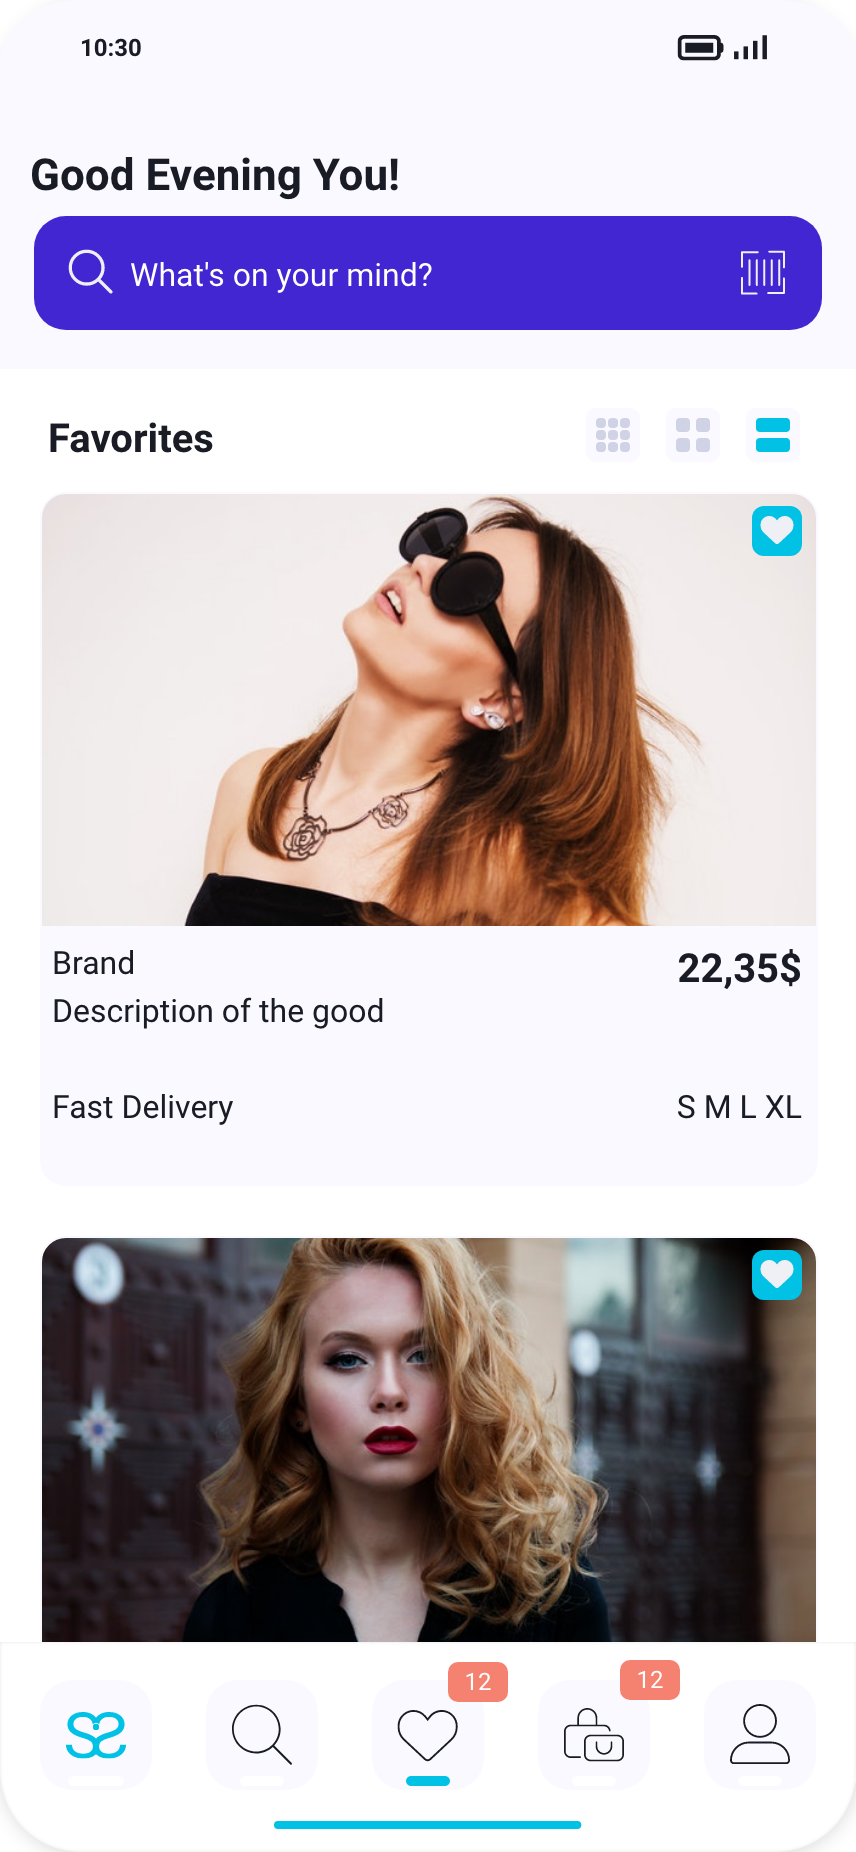 10:30
Good Evening You!
What's on your mind?
Favorites
Brand
22,35$
Description of the good
Fast Delivery
S M L XL
12
12